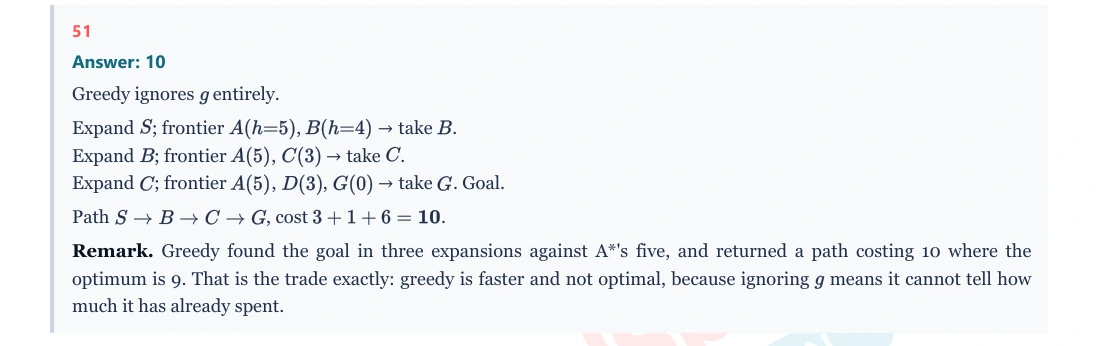 51
Answer: 10
Greedy ignores g entirely.
Expand S; frontier A(h=5), B(h=4) → take B.
Expand B; frontier A(5), C(3) → take C.
Expand C; frontier A(5), D(3), G(0) → take G. Goal.
Path S → B → C → G, cost 3 + 1 + 6 = 10.
Remark. Greedy found the goal in three expansions against A*'s five, and returned a path costing 10 where the
optimum is 9. That is the trade exactly: greedy is faster and not optimal, because ignoring g means it cannot tell how
much it has already spent.